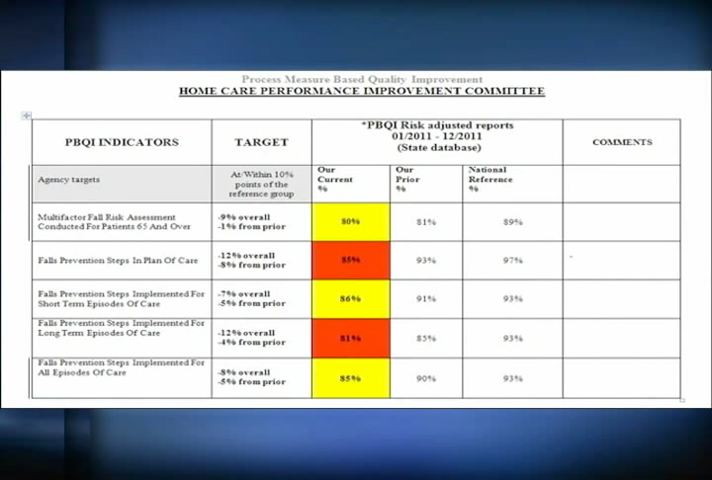 Process Measure Based Quality Improvement
HOME CARE PERFORMANCE IMPROVEMENT COMMITTEE
PBQI INDICATORS
TARGET
*PBQI Risk adjusted reports
01/2011 - 12/2011
(State database)
COMMENTS
Agency targets
At/Within 10%
points of the
reference group
Our
Current
%
Our
Prior
%
National
Reference
%
Multifactor Fall Risk Assessment
Conducted For Patients 65 And Over
-9% overall
-1% from prior
80%
81%
89%
Falls Prevention Steps In Plan Of Care
-12% overall
-8% from prior
85%
93%
97%
Falls Prevention Steps Implemented For
Short Term Episodes Of Care
-7% overall
-5% from prior
86%
91%
93%
Falls Prevention Steps Implemented For
Long Term Episodes Of Care
-12% overall
-4% from prior
81%
85%
93%
Falls Prevention Steps Implemented For
All Episodes Of Care
-8% overall
-5% from prior
85%
90%
93%